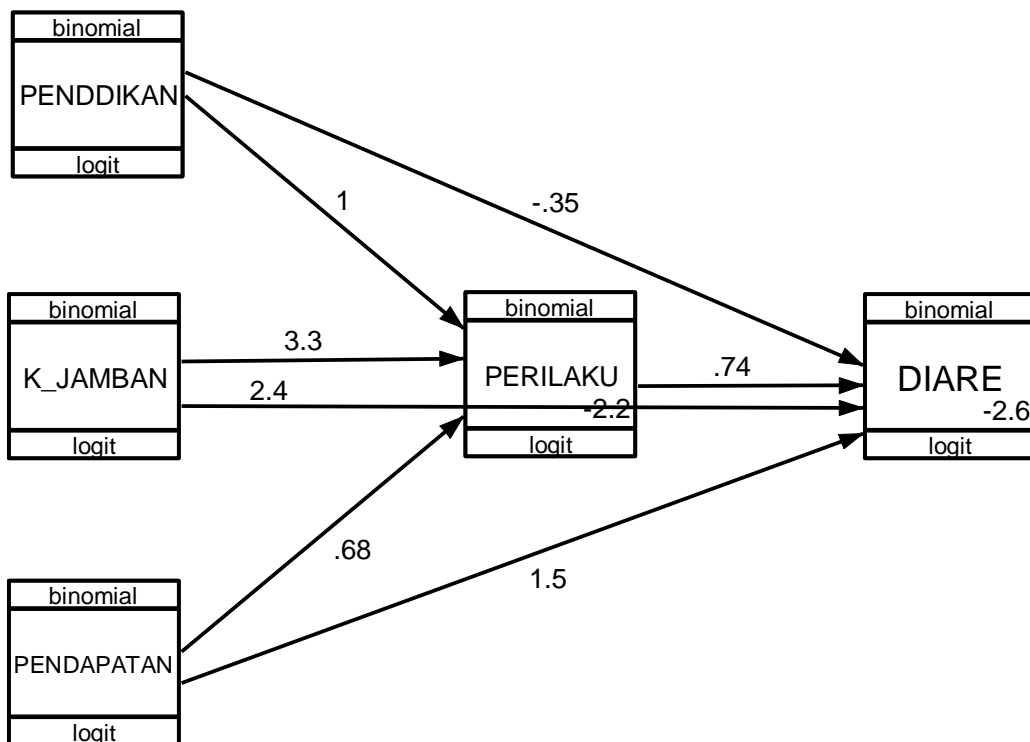 binomial
PENDDIKAN
logit
1
-.35
binomial
K_JAMBAN
logit
3.3
2.4
binomial
PERILAKU
-2.2
logit
.74
binomial
DIARE
-2.6
logit
.68
1.5
binomial
PENDAPATAN
logit